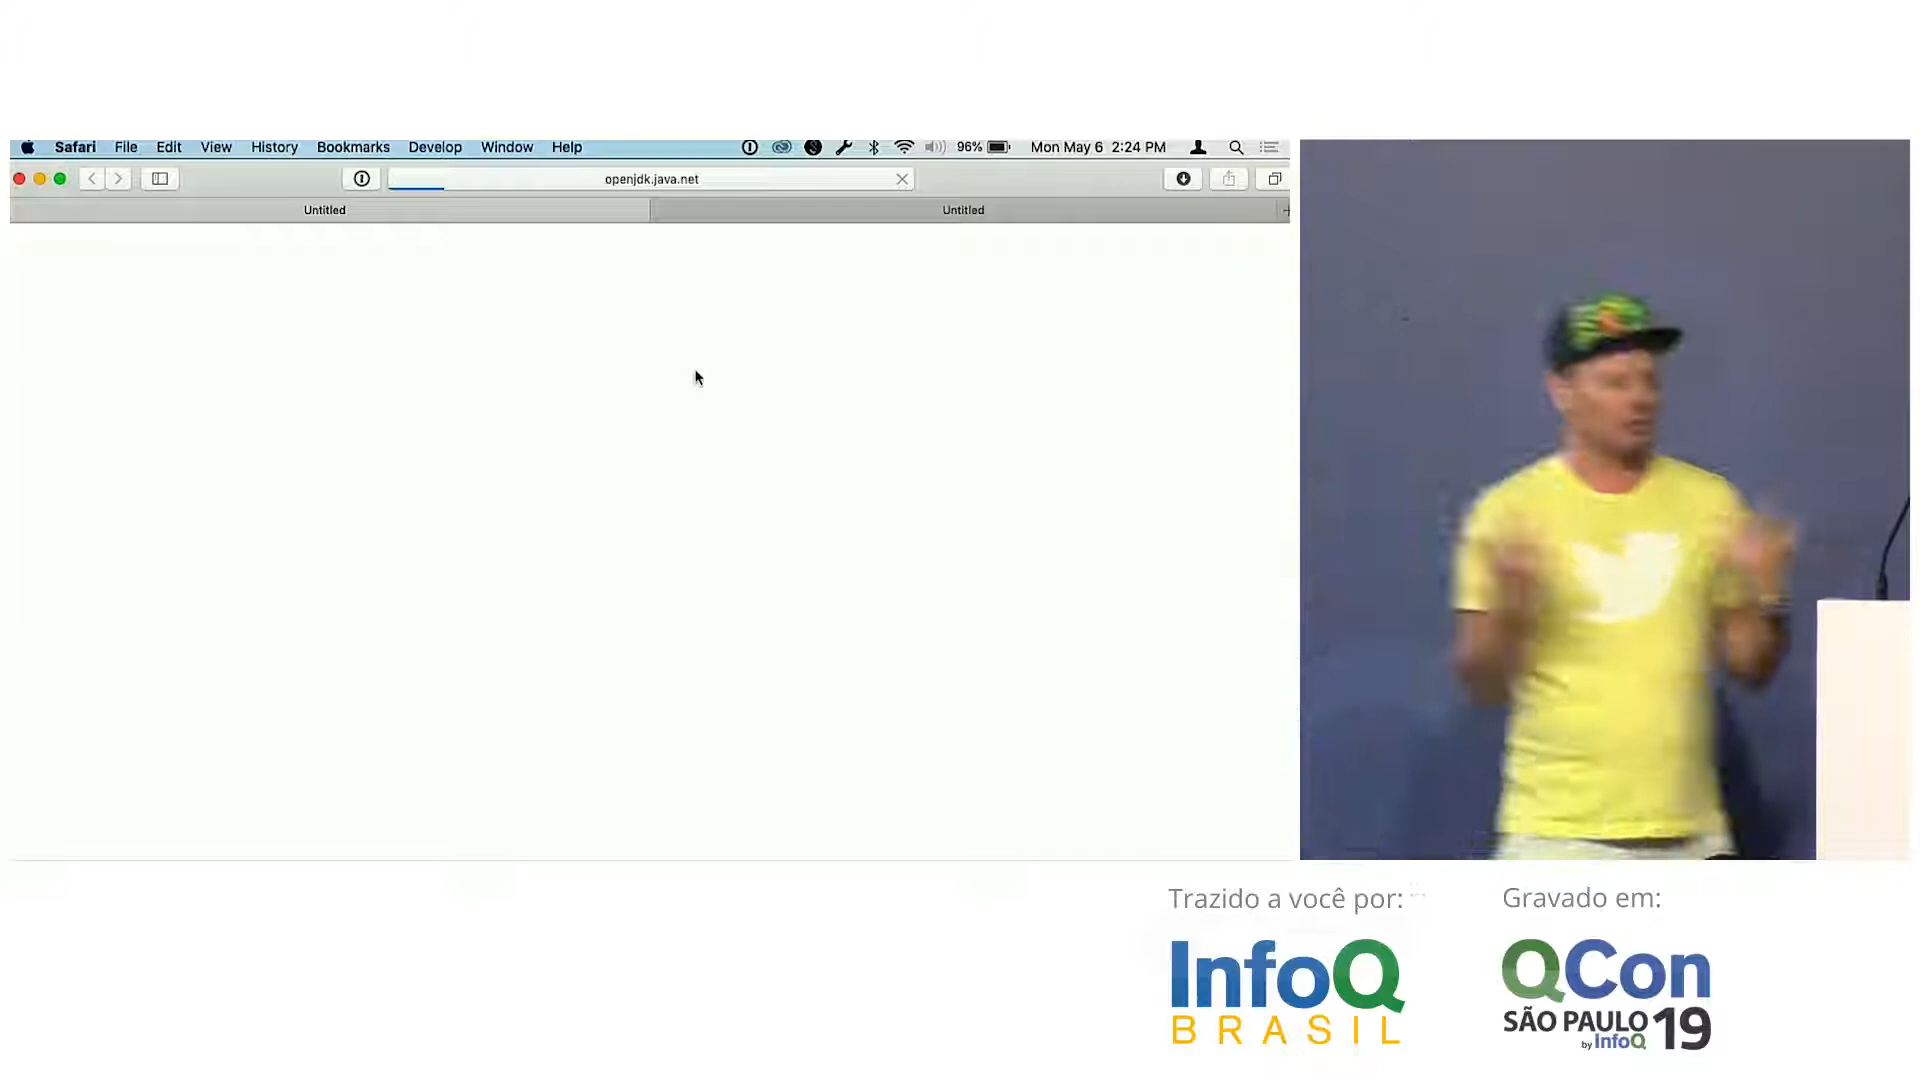 Safari File Edit View History Bookmarks Develop Window Help 96% Mon May 6 2:24 PM
openjdk.java.net
Untitled Untitled
Trazido a você por: Gravado em:
InfoQ
BRASIL
QCon
SÃO PAULO 19
by InfoQ